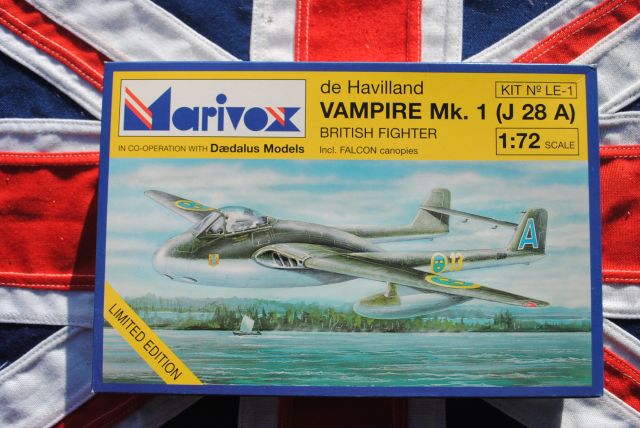 Marivox
IN CO-OPERATION WITH Dædalus Models
de Havilland
VAMPIRE Mk. 1 (J 28 A)
BRITISH FIGHTER
Incl. FALCON canopies
KIT Nº LE-1
1:72 SCALE
A
13
LIMITED EDITION